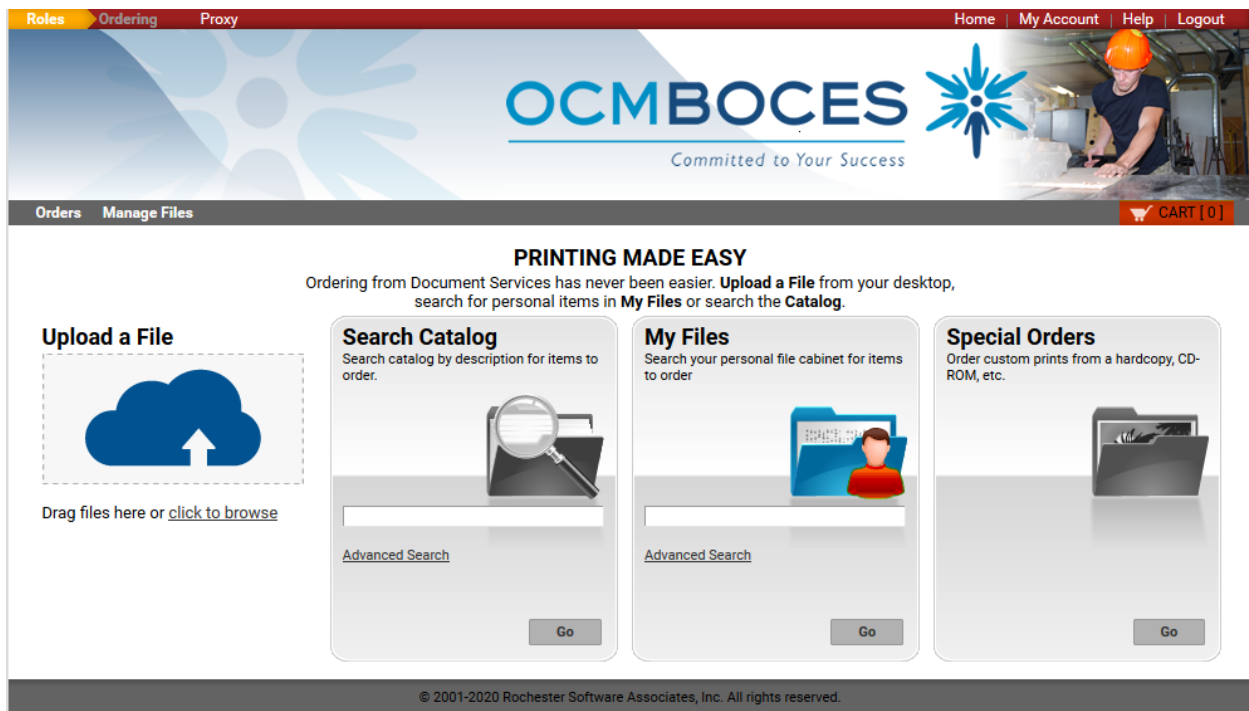 Roles Ordering Proxy Home | My Account | Help | Logout
OCMBOCES
Committed to Your Success
Orders Manage Files CART [ 0 ]
PRINTING MADE EASY
Ordering from Document Services has never been easier. Upload a File from your desktop,
search for personal items in My Files or search the Catalog.
Upload a File
Drag files here or click to browse
Search Catalog
Search catalog by description for items to
order.
Advanced Search
Go
My Files
Search your personal file cabinet for items
to order
Advanced Search
Go
Special Orders
Order custom prints from a hardcopy, CD-
ROM, etc.
Go
© 2001-2020 Rochester Software Associates, Inc. All rights reserved.